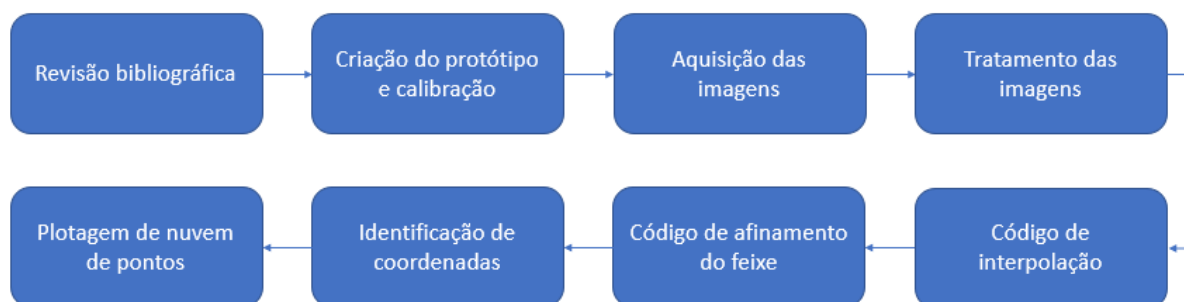 Revisão bibliográfica
Criação do protótipo
e calibração
Aquisição das
imagens
Tratamento das
imagens
Código de
interpolação
Código de afinamento
do feixe
Identificação de
coordenadas
Plotagem de nuvem
de pontos